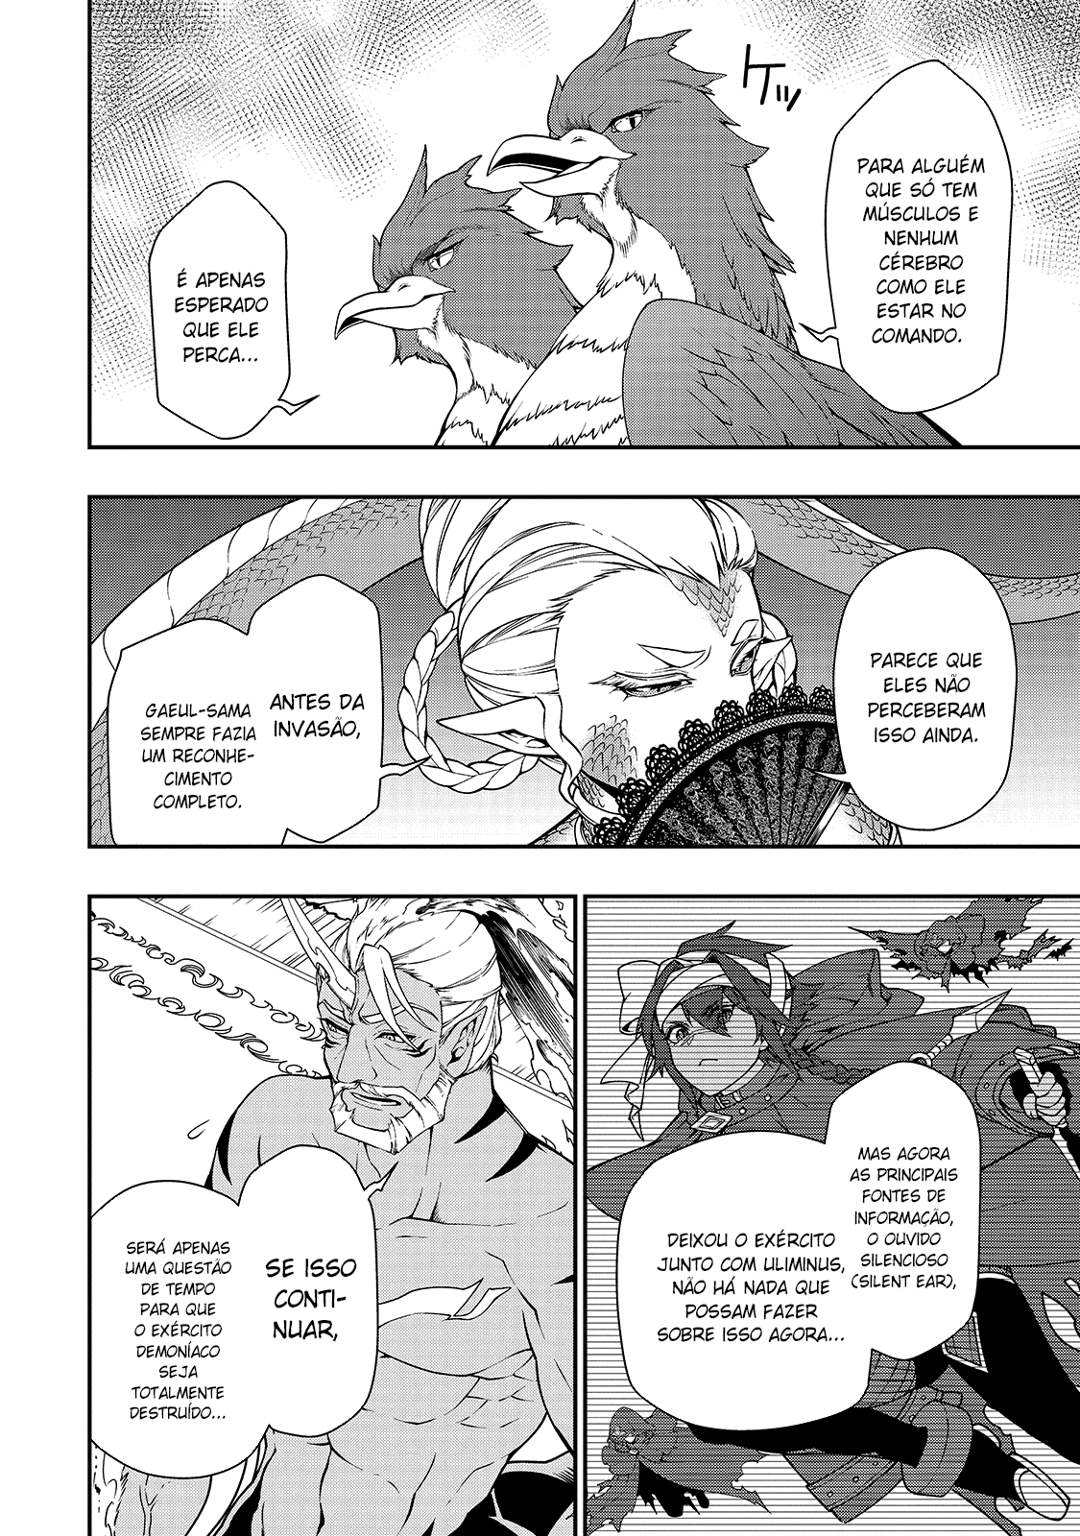 ケッ
PARA ALGUÉM
QUE SÓ TEM
MÚSCULOS E
NENHUM
CÉREBRO
COMO ELE
ESTAR NO
COMANDO.
É APENAS
ESPERADO
QUE ELE
PERCA...
PARECE QUE
ELES NÃO
PERCEBERAM
ISSO AINDA.
ANTES DA
INVASÃO,
GAEUL-SAMA
SEMPRE FAZIA
UM RECONHE-
CIMENTO
COMPLETO.
MAS AGORA
AS PRINCIPAIS
FONTES DE
INFORMAÇÃO,
O OUVIDO
SILENCIOSO
(SILENT EAR),
DEIXOU O EXÉRCITO
JUNTO COM ULIMINUS,
NÃO HÁ NADA QUE
POSSAM FAZER
SOBRE ISSO AGORA...
SE ISSO
CONTI-
NUAR,
SERÁ APENAS
UMA QUESTÃO
DE TEMPO
PARA QUE
O EXÉRCITO
DEMONÍACO
SEJA
TOTALMENTE
DESTRUÍDO...